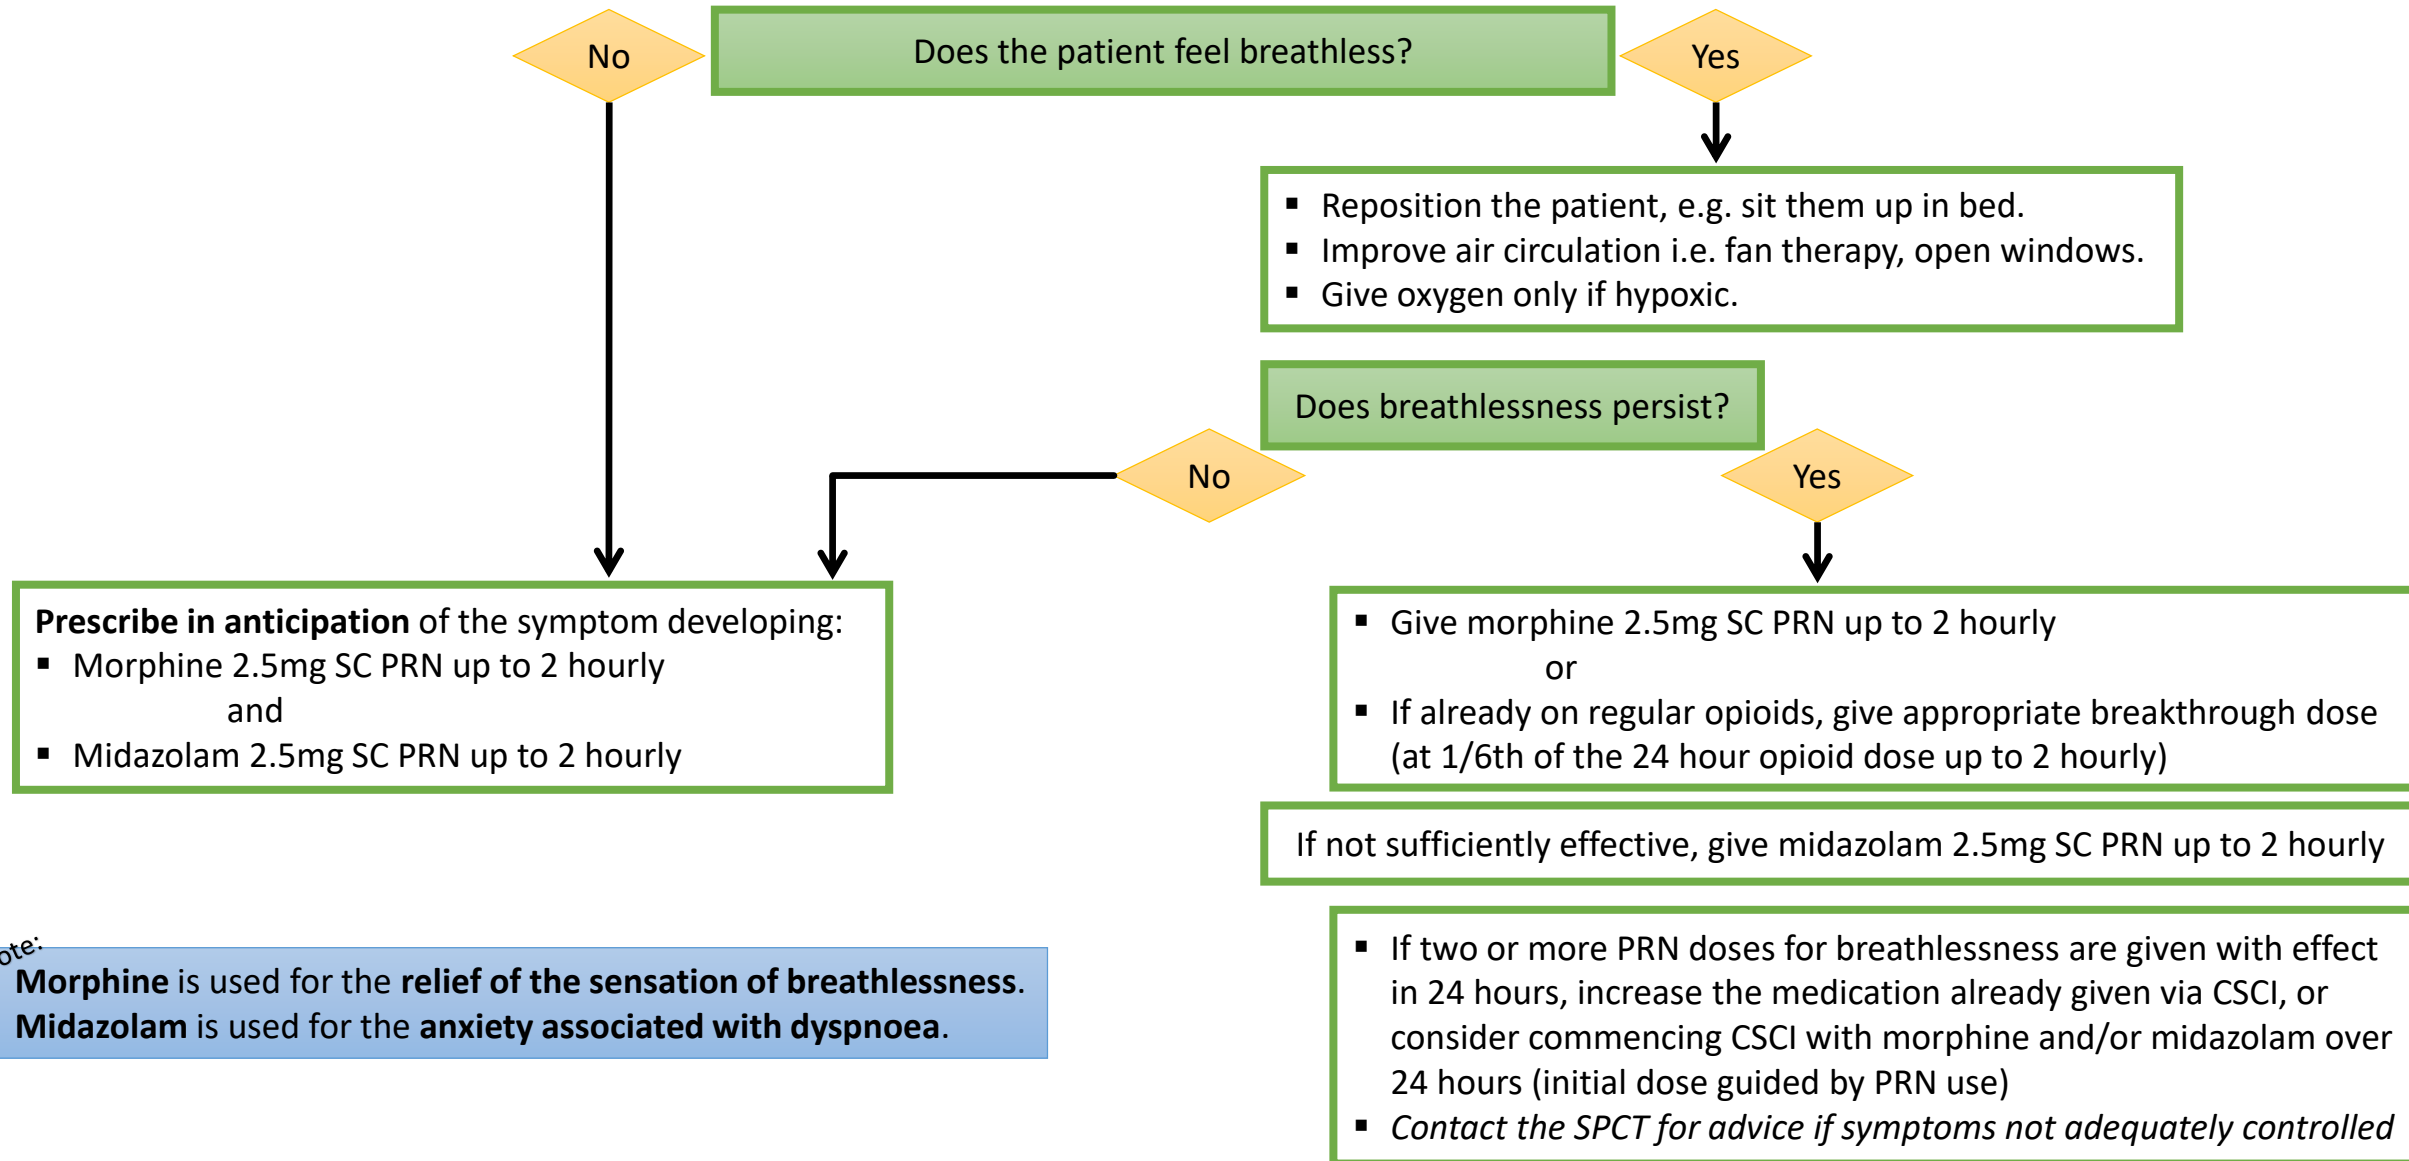 Does the patient feel breathless?
No
Yes
▪ Reposition the patient, e.g. sit them up in bed.
▪ Improve air circulation i.e. fan therapy, open windows.
▪ Give oxygen only if hypoxic.
Does breathlessness persist?
No
Yes
Prescribe in anticipation of the symptom developing:
▪ Morphine 2.5mg SC PRN up to 2 hourly
and
▪ Midazolam 2.5mg SC PRN up to 2 hourly
▪ Give morphine 2.5mg SC PRN up to 2 hourly
or
▪ If already on regular opioids, give appropriate breakthrough dose
(at 1/6th of the 24 hour opioid dose up to 2 hourly)
If not sufficiently effective, give midazolam 2.5mg SC PRN up to 2 hourly
▪ If two or more PRN doses for breathlessness are given with effect
in 24 hours, increase the medication already given via CSCI, or
consider commencing CSCI with morphine and/or midazolam over
24 hours (initial dose guided by PRN use)
▪ Contact the SPCT for advice if symptoms not adequately controlled
ote:
Morphine is used for the relief of the sensation of breathlessness.
Midazolam is used for the anxiety associated with dyspnoea.